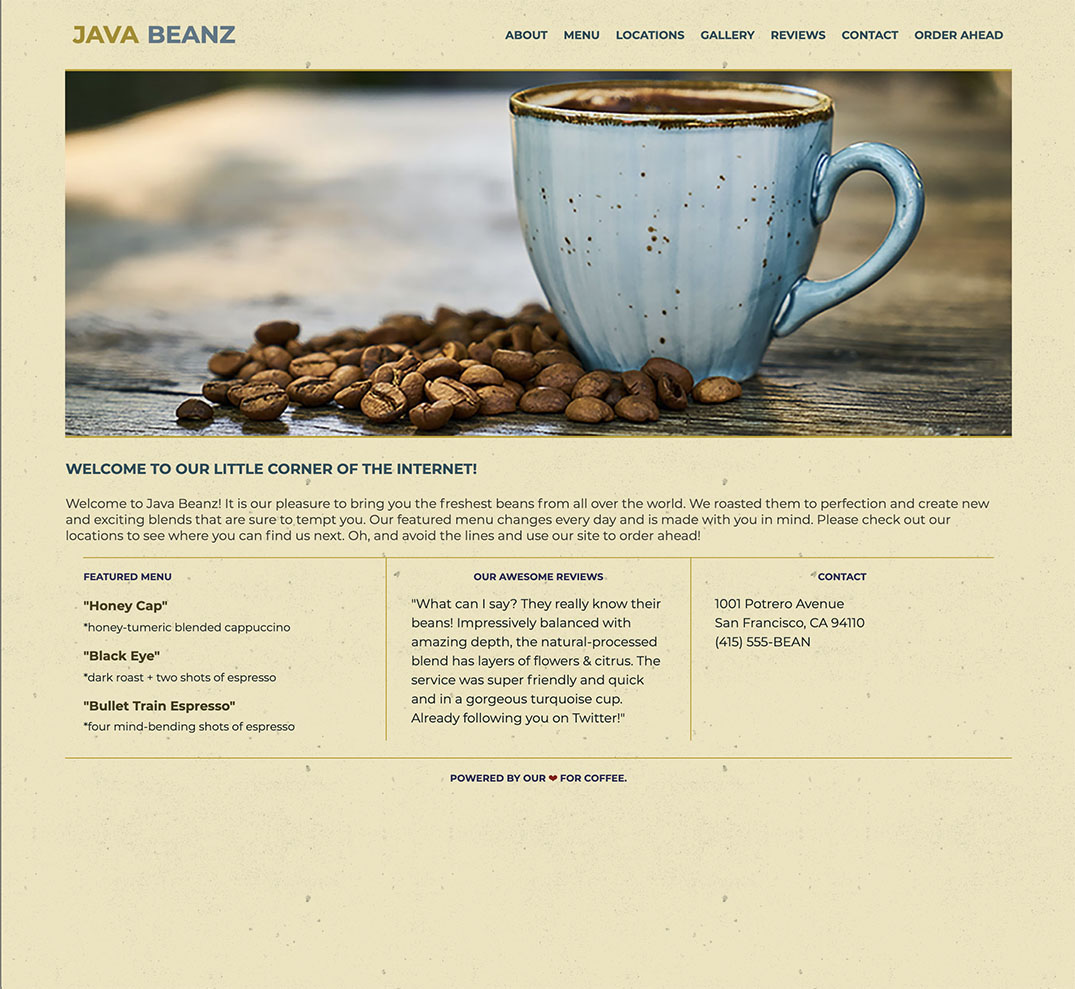 JAVA BEANZ
ABOUT MENU LOCATIONS GALLERY REVIEWS CONTACT ORDER AHEAD
WELCOME TO OUR LITTLE CORNER OF THE INTERNET!
Welcome to Java Beanz! It is our pleasure to bring you the freshest beans from all over the world. We roasted them to perfection and create new
and exciting blends that are sure to tempt you. Our featured menu changes every day and is made with you in mind. Please check out our
locations to see where you can find us next. Oh, and avoid the lines and use our site to order ahead!
FEATURED MENU
"Honey Cap"
*honey-tumeric blended cappuccino
"Black Eye"
*dark roast + two shots of espresso
"Bullet Train Espresso"
*four mind-bending shots of espresso
OUR AWESOME REVIEWS
"What can I say? They really know their
beans! Impressively balanced with
amazing depth, the natural-processed
blend has layers of flowers & citrus. The
service was super friendly and quick
and in a gorgeous turquoise cup.
Already following you on Twitter!"
CONTACT
1001 Potrero Avenue
San Francisco, CA 94110
(415) 555-BEAN
POWERED BY OUR ❤ FOR COFFEE.